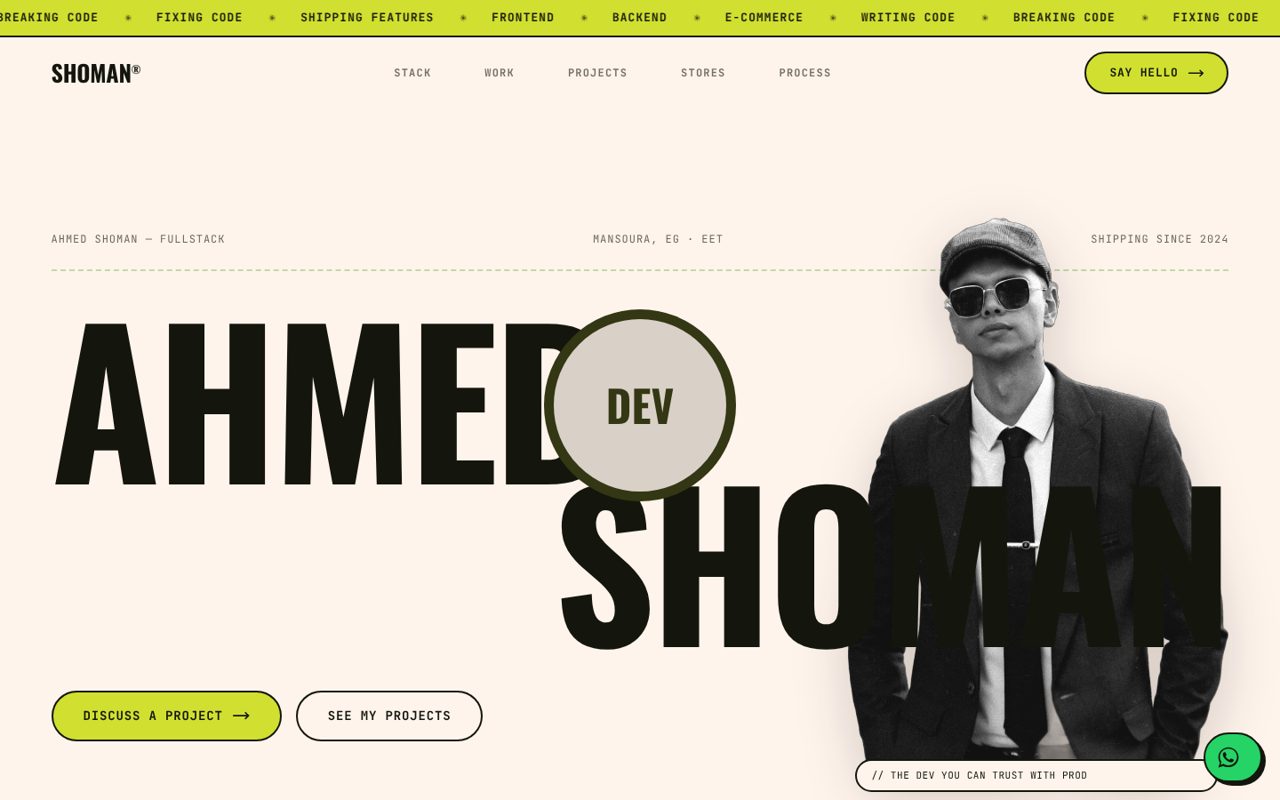 BREAKING CODE ✳ FIXING CODE ✳ SHIPPING FEATURES ✳ FRONTEND ✳ BACKEND ✳ E-COMMERCE ✳ WRITING CODE ✳ BREAKING CODE ✳ FIXING CODE
SHOMAN®
STACK WORK PROJECTS STORES PROCESS
SAY HELLO →
AHMED SHOMAN — FULLSTACK
MANSOURA, EG · EET
SHIPPING SINCE 2024
AHMED
DEV
SHOMAN
DISCUSS A PROJECT →
SEE MY PROJECTS
// THE DEV YOU CAN TRUST WITH PROD